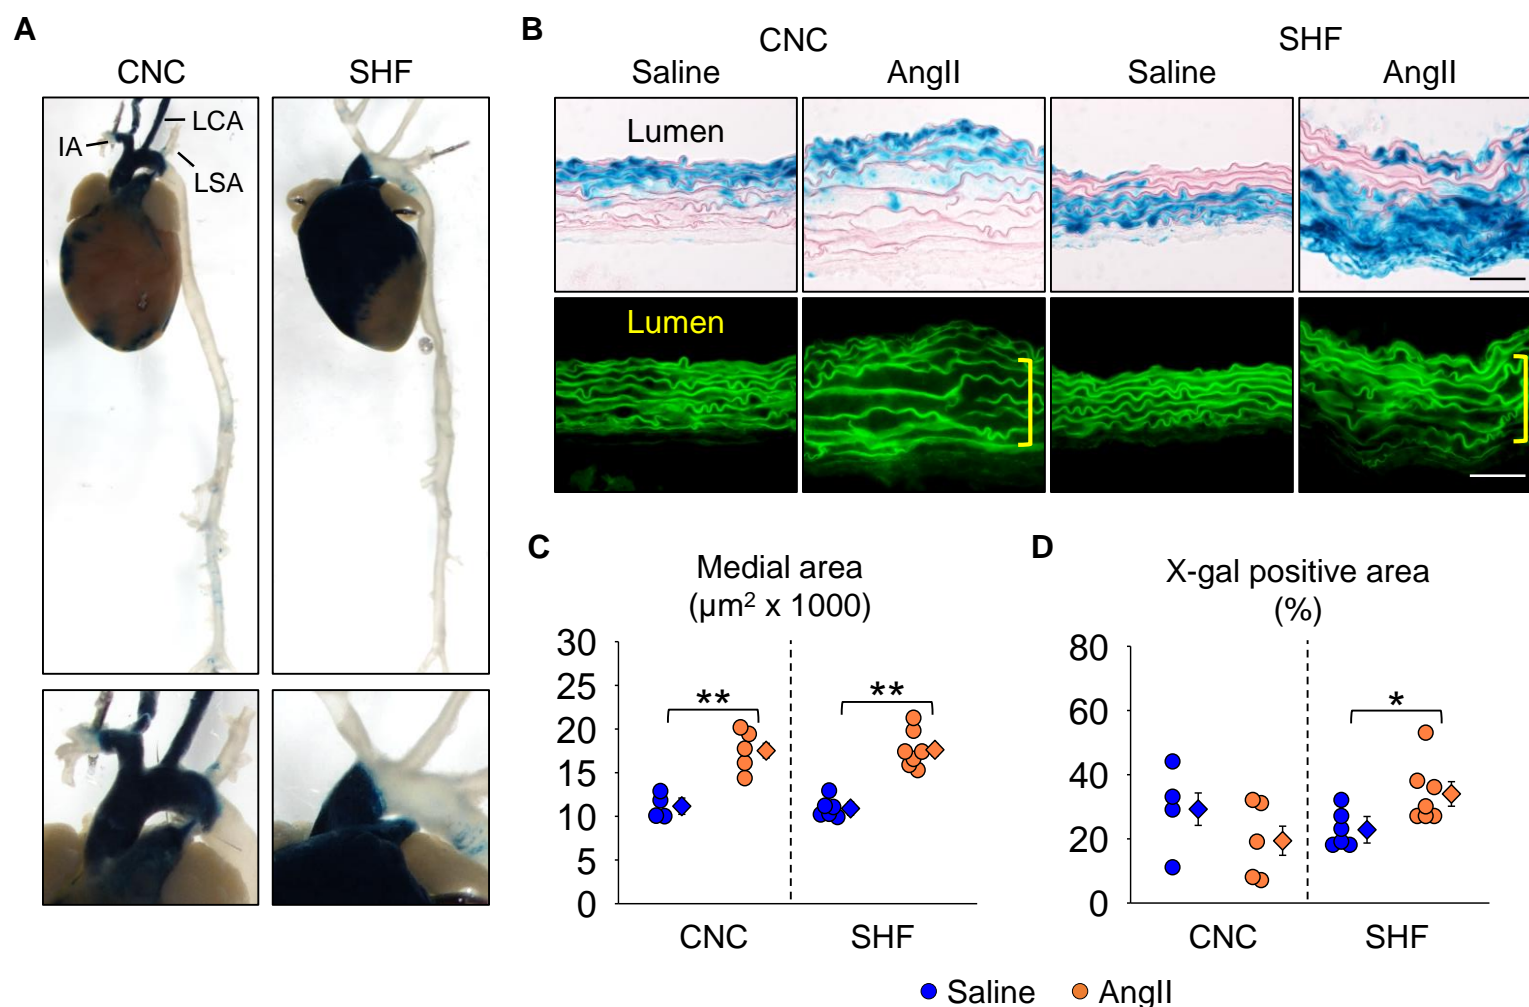 A
CNC
SHF
LCA
IA
LSA
B
CNC
SHF
Saline
AngII
Saline
AngII
Lumen
Lumen
C
Medial area
(µm² x 1000)
30
25
20
15
10
5
0
**
**
CNC
SHF
D
X-gal positive area
(%)
80
60
40
20
0
*
CNC
SHF
Saline
AngII